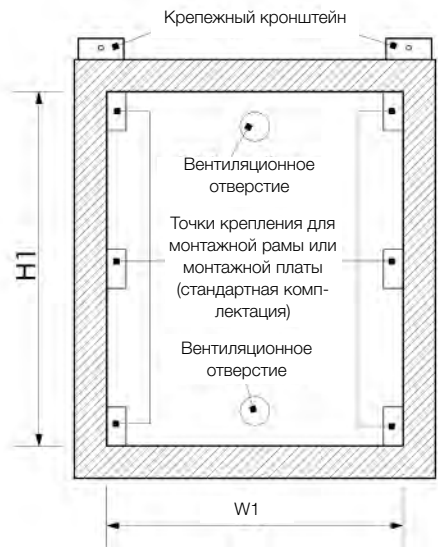 Крепежный кронштейн
Вентиляционное
отверстие
Точки крепления для
монтажной рамы или
монтажной платы
(стандартная комп-
лектация)
Вентиляционное
отверстие
H1
W1